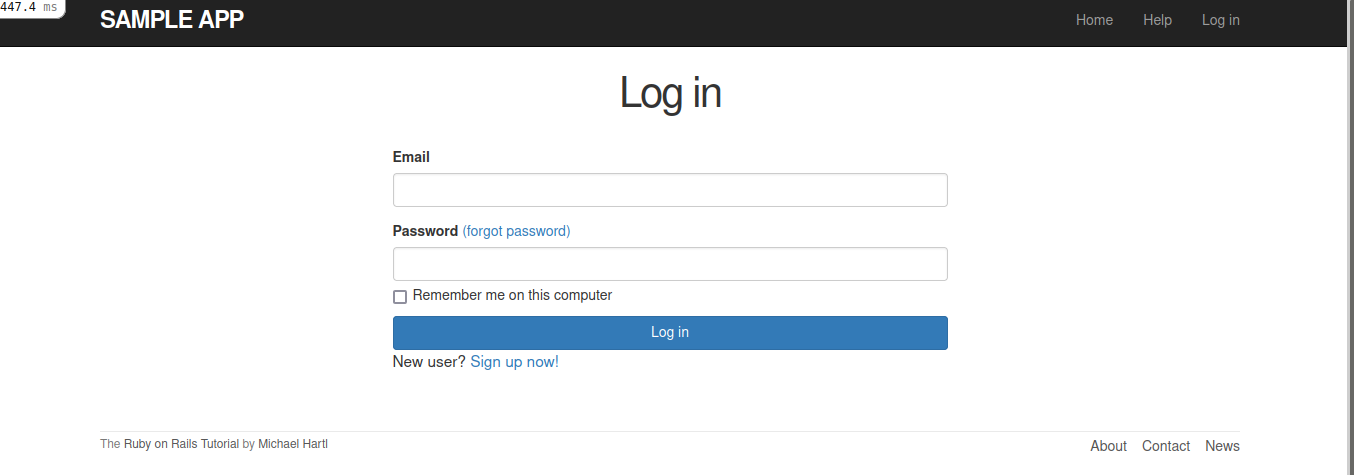 447.4 ms
SAMPLE APP
Home Help Log in
Log in
Email
Password (forgot password)
Remember me on this computer
Log in
New user? Sign up now!
The Ruby on Rails Tutorial by Michael Hartl
About Contact News